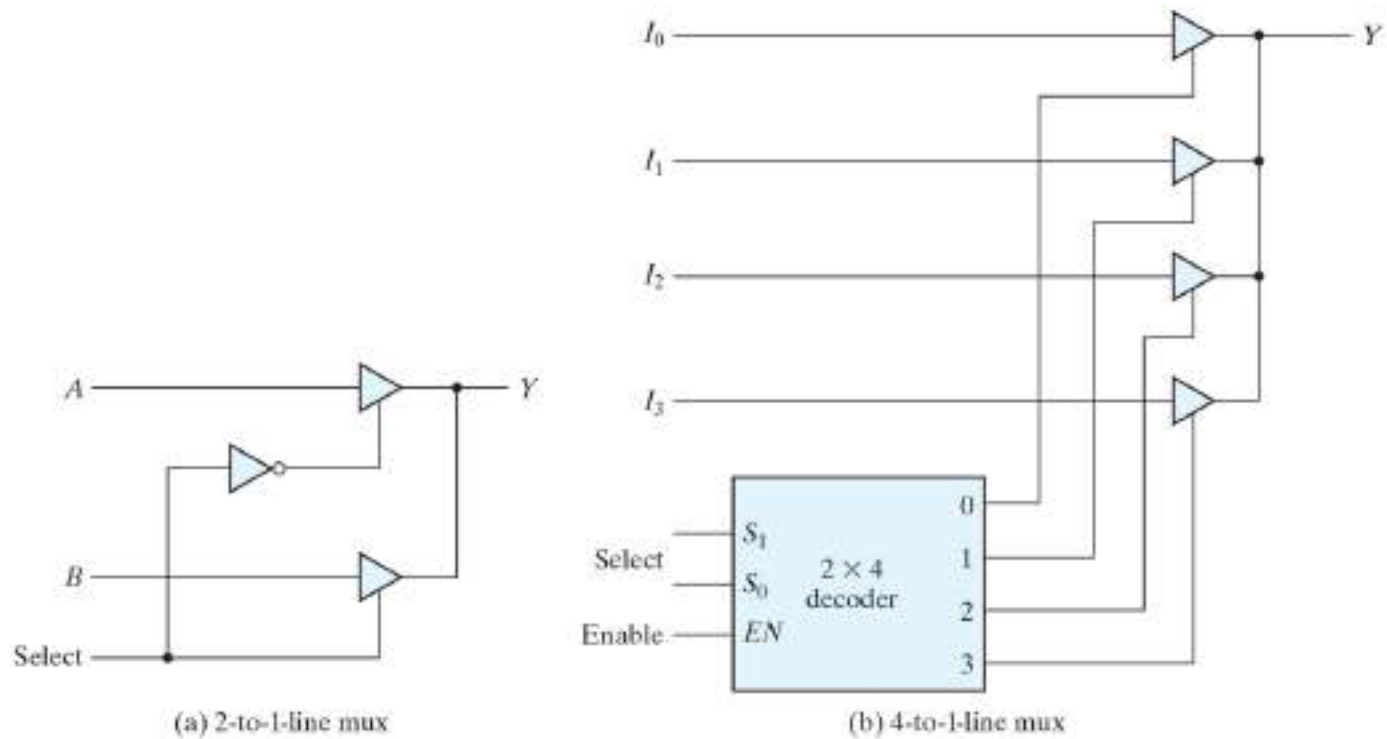 A
Y
B
Select
(a) 2-to-1-line mux
I₀
Y
I₁
I₂
I₃
Select
Enable
S₁
S₀
EN
2 × 4
decoder
0
1
2
3
(b) 4-to-1-line mux